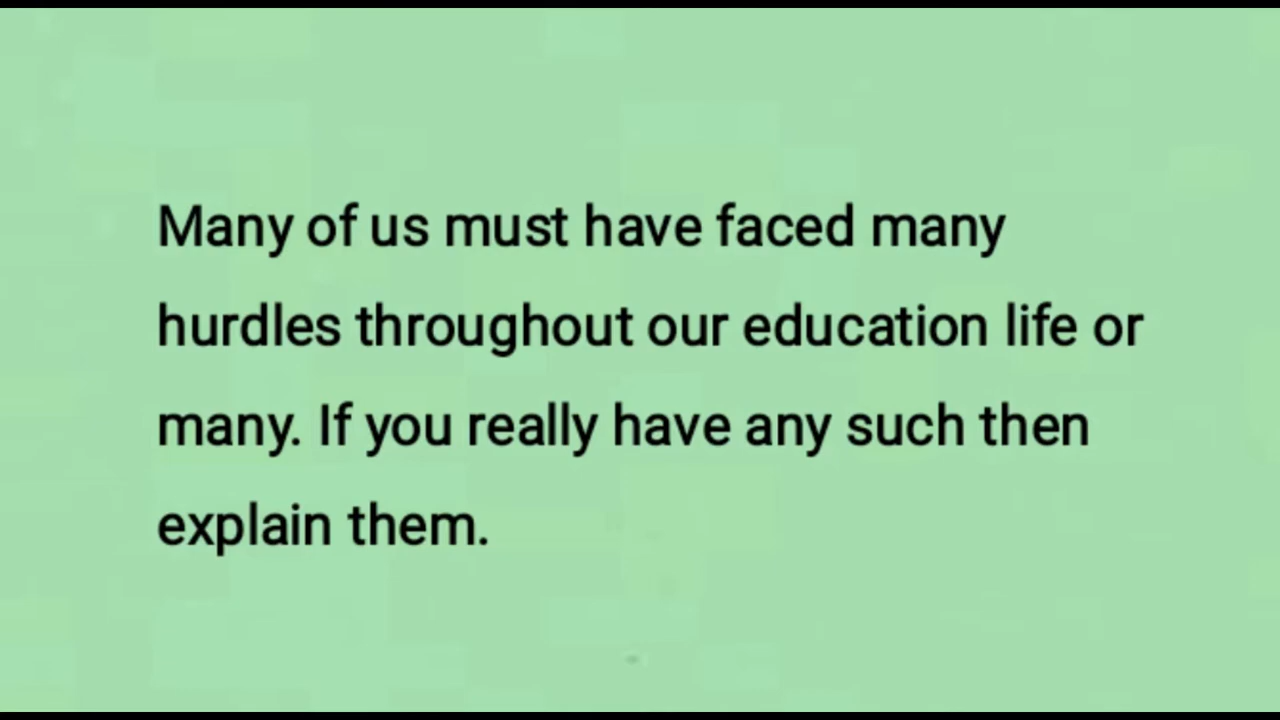 Many of us must have faced many
hurdles throughout our education life or
many. If you really have any such then
explain them.